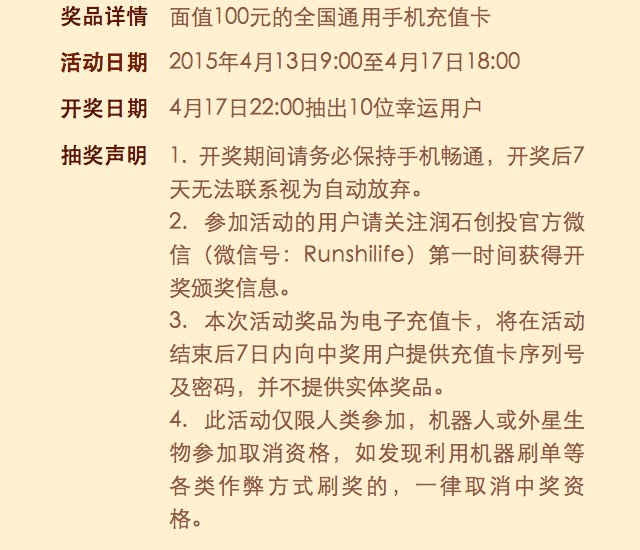 奖品详情 面值100元的全国通用手机充值卡
活动日期 2015年4月13日9:00至4月17日18:00
开奖日期 4月17日22:00抽出10位幸运用户
抽奖声明 1. 开奖期间请务必保持手机畅通，开奖后7
天无法联系视为自动放弃。
2. 参加活动的用户请关注润石创投官方微
信（微信号：Runshilife）第一时间获得开
奖颁奖信息。
3. 本次活动奖品为电子充值卡，将在活动
结束后7日内向中奖用户提供充值卡序列号
及密码，并不提供实体奖品。
4. 此活动仅限人类参加，机器人或外星生
物参加取消资格，如发现利用机器刷单等
各类作弊方式刷奖的，一律取消中奖资
格。